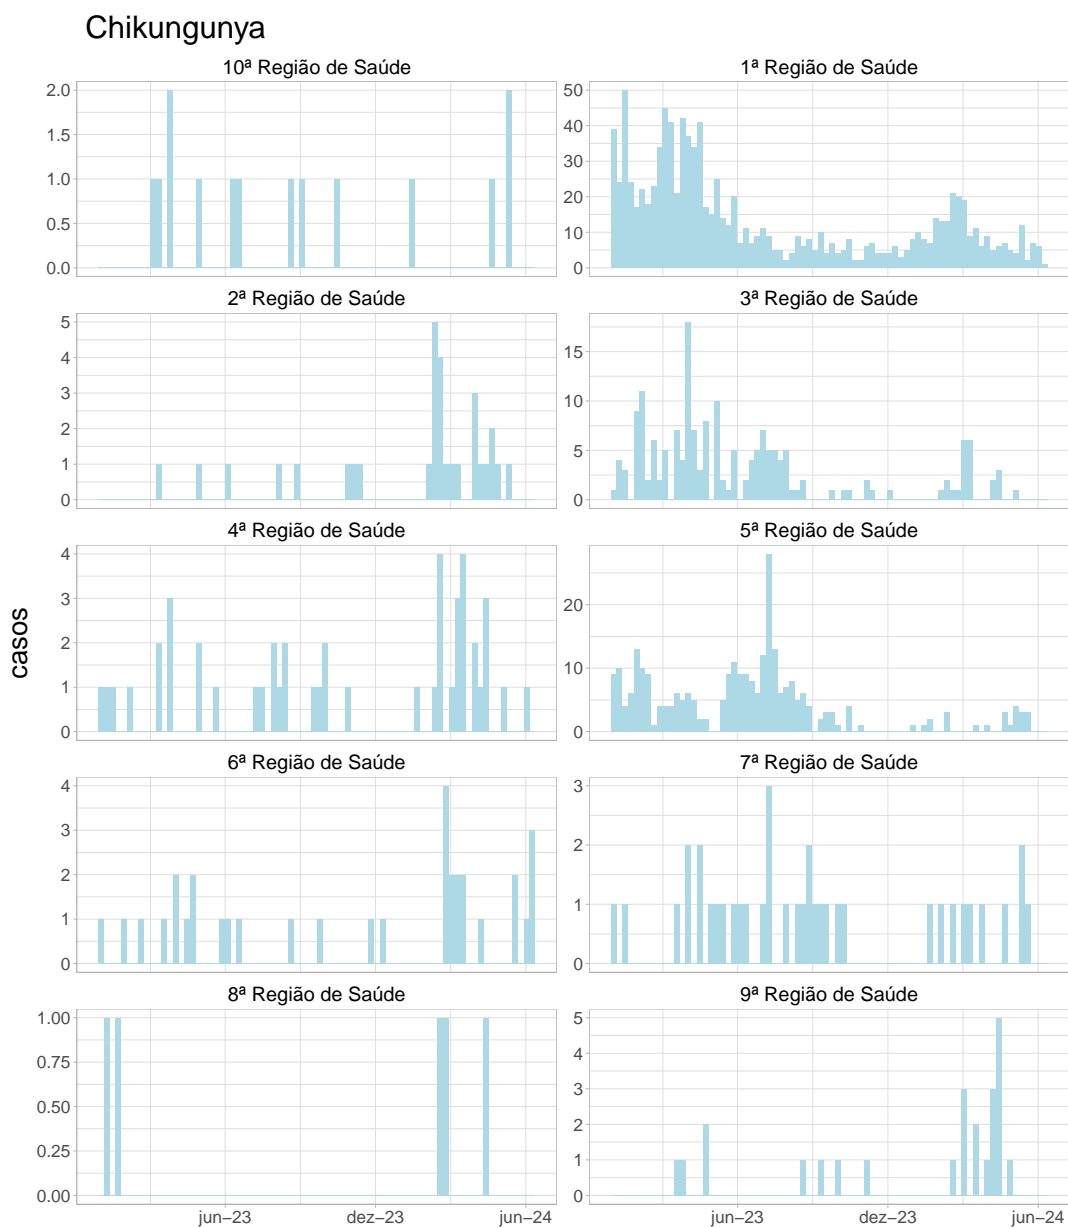 Chikungunya
10ª Região de Saúde
1ª Região de Saúde
2.0
1.5
1.0
0.5
0.0
50
40
30
20
10
0
2ª Região de Saúde
3ª Região de Saúde
5
4
3
2
1
0
15
10
5
0
4ª Região de Saúde
5ª Região de Saúde
4
3
2
1
0
20
10
0
casos
6ª Região de Saúde
7ª Região de Saúde
4
3
2
1
0
3
2
1
0
8ª Região de Saúde
9ª Região de Saúde
1.00
0.75
0.50
0.25
0.00
5
4
3
2
1
0
jun–23
dez–23
jun–24
jun–23
dez–23
jun–24